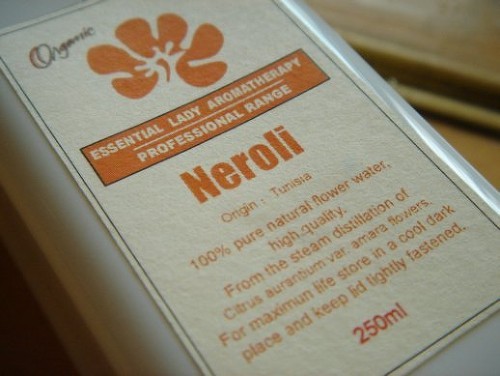 Organic
ESSENTIAL LADY AROMATHERAPY
PROFESSIONAL RANGE
Neroli
Origin : Tunisia
100% pure natural flower water,
high-quality.
From the steam distillation of
Citrus aurantium var. amara flowers.
For maximun life store in a cool dark
place and keep lid tightly fastened.
250ml